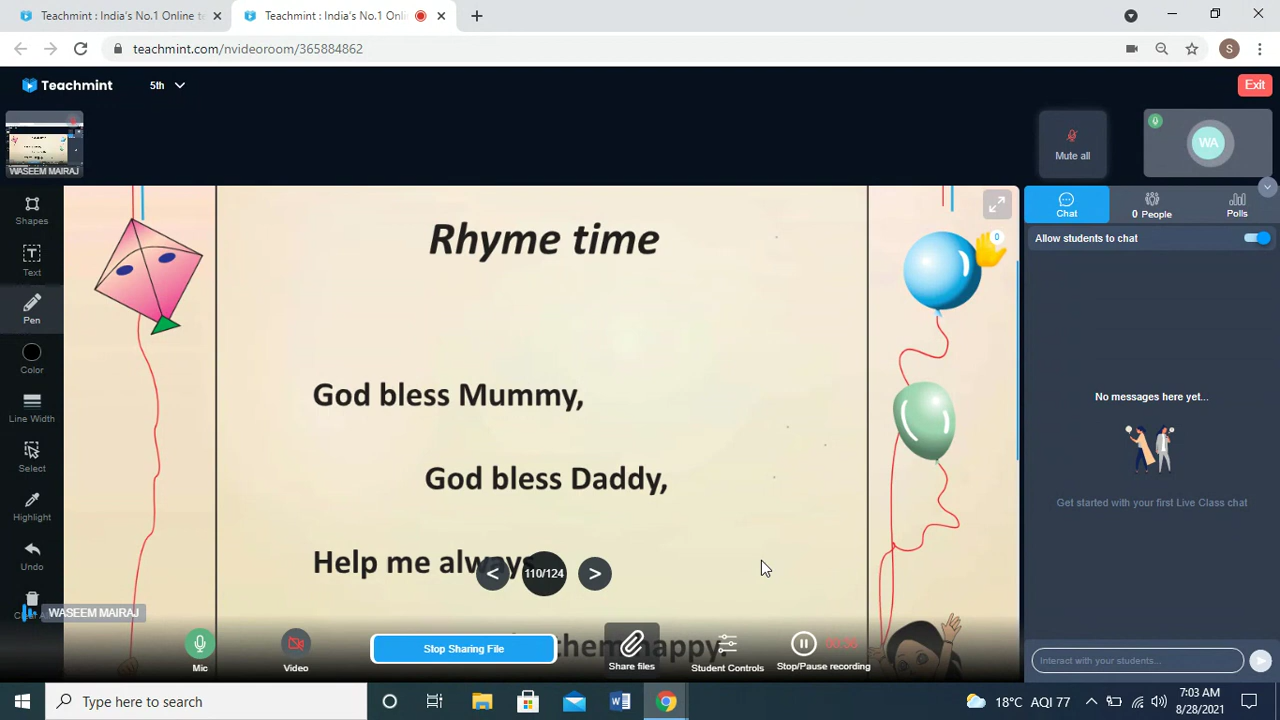 Teachmint : India's No.1 Online t
Teachmint : India's No.1 Onli
teachmint.com/nvideoroom/365884862
S
Teachmint
5th
Exit
WASEEM MAIRAJ
Mute all
WA
Shapes
Text
Pen
Color
Line Width
Select
Highlight
Undo
WASEEM MAIRAJ
Rhyme time
0
God bless Mummy,
God bless Daddy,
Help me always
< 110/124 >
them happy.
Mic
Video
Stop Sharing File
Share files
Student Controls
Stop/Pause recording
Chat
0 People
Polls
Allow students to chat
No messages here yet...
Get started with your first Live Class chat
Interact with your students...
Type here to search
18°C AQI 77
7:03 AM
8/28/2021